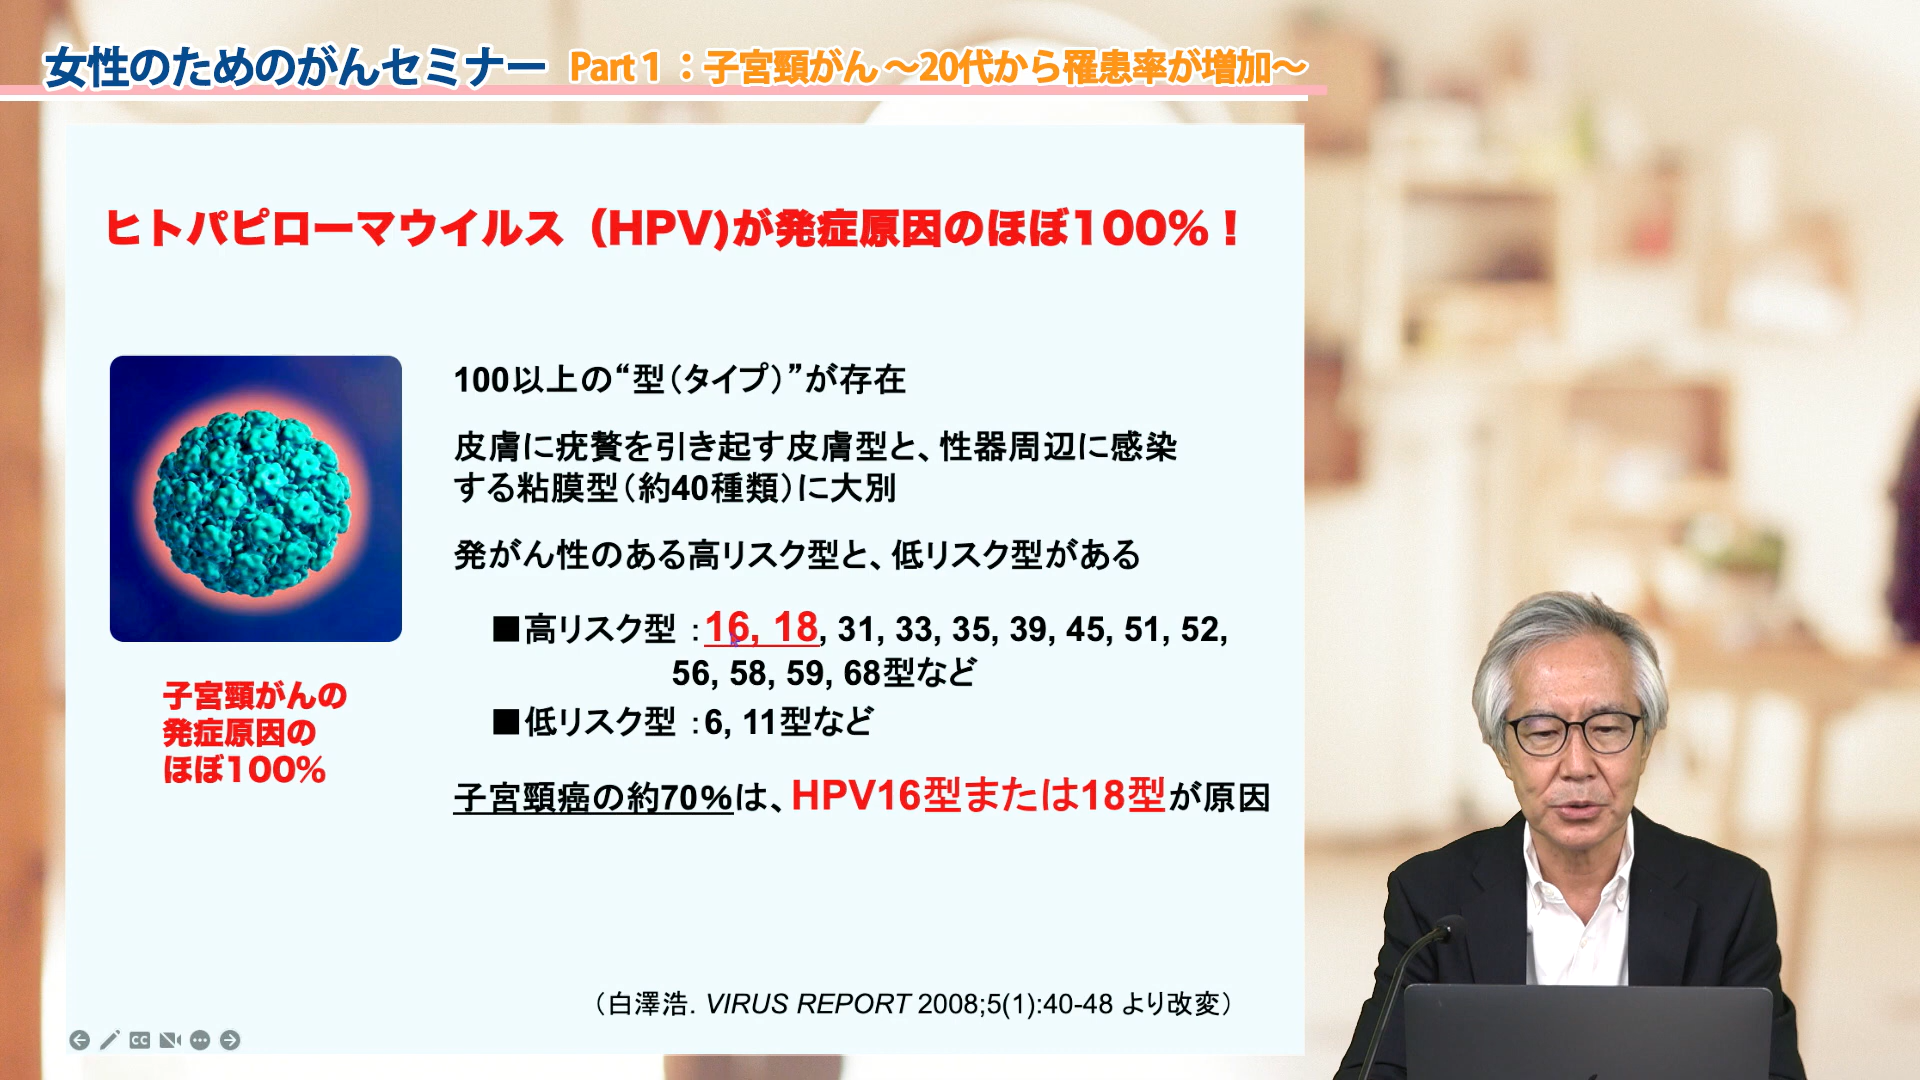 女性のためのがんセミナー Part 1 ：子宮頸がん ～20代から罹患率が増加～
ヒトパピローマウイルス（HPV)が発症原因のほぼ100%！
100以上の“型（タイプ）”が存在
皮膚に疣贅を引き起す皮膚型と、性器周辺に感染
する粘膜型（約40種類）に大別
発がん性のある高リスク型と、低リスク型がある
■高リスク型：16, 18, 31, 33, 35, 39, 45, 51, 52,
56, 58, 59, 68型など
■低リスク型：6, 11型など
子宮頸癌の約70%は、HPV16型または18型が原因
子宮頸がんの
発症原因の
ほぼ100%
（白澤浩. VIRUS REPORT 2008;5(1):40-48 より改変）
CC